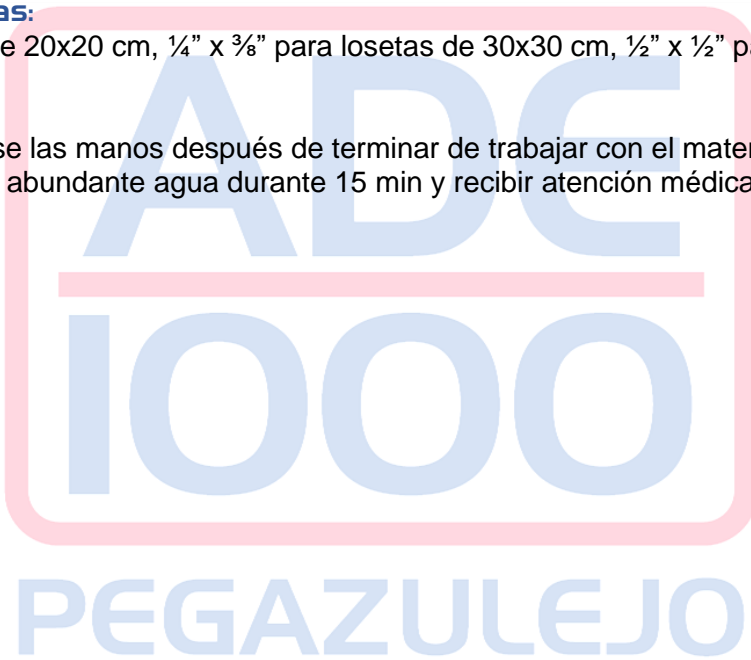 as:
e 20x20 cm, ¼” x ⅜” para losetas de 30x30 cm, ½” x ½” pa
se las manos después de terminar de trabajar con el mater
abundante agua durante 15 min y recibir atención médica
ADE
1000
PEGAZULEJO